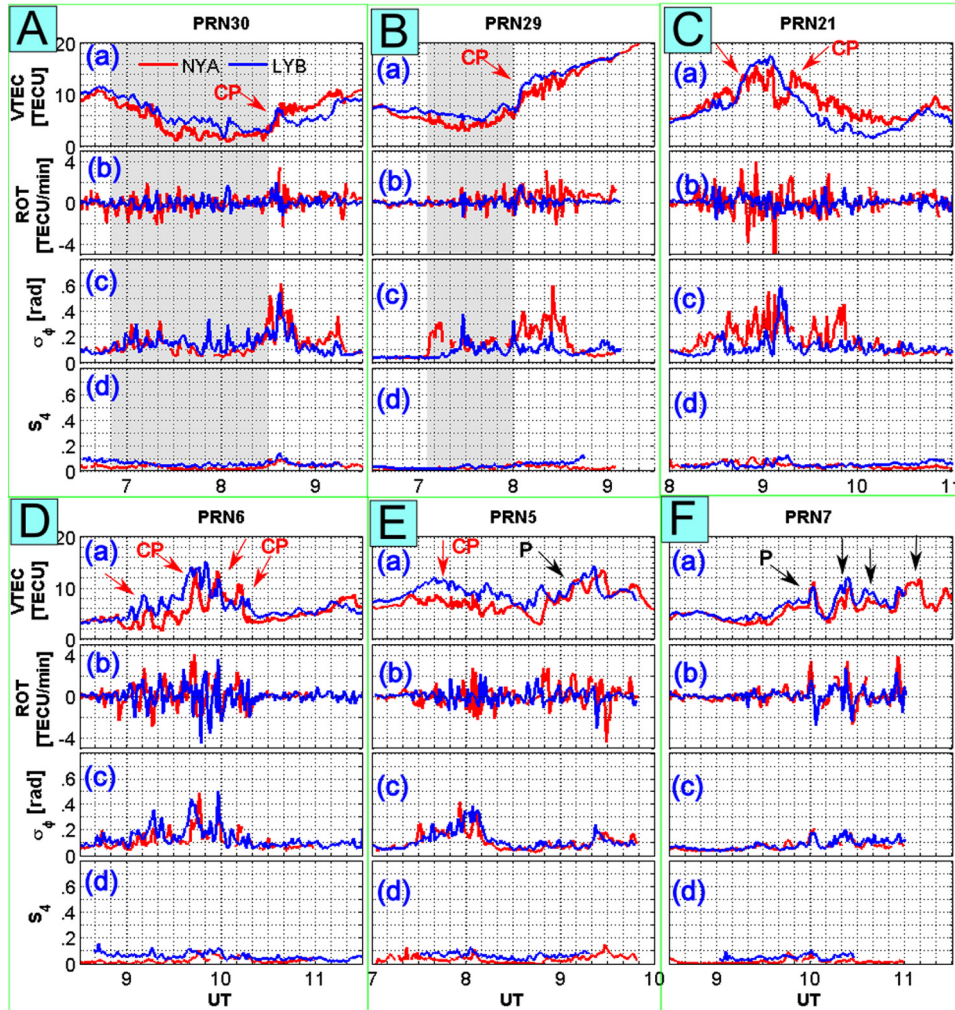 A PRN30 B PRN29 C PRN21
20 (a) NYA LYB (a) CP CP
VTEC [TECU] 10 CP CP (a)
0
4 (b) (b) (b)
ROT [TECU/min] 0
-4
(c) (c) (c)
σϕ [rad] .6 .4 .2 0
(d) (d) (d)
S4 .6 .4 .2 0
7 8 9 7 8 9 8 9 10 11
D PRN6 E PRN5 F PRN7
20 (a) CP CP (a) CP P (a) P
VTEC [TECU] 10 0
4 (b) (b) (b)
ROT [TECU/min] 0
-4
(c) (c) (c)
σϕ [rad] .6 .4 .2 0
(d) (d) (d)
S4 .6 .4 .2 0
9 10 11 7 8 9 10 9 10 11
UT UT UT